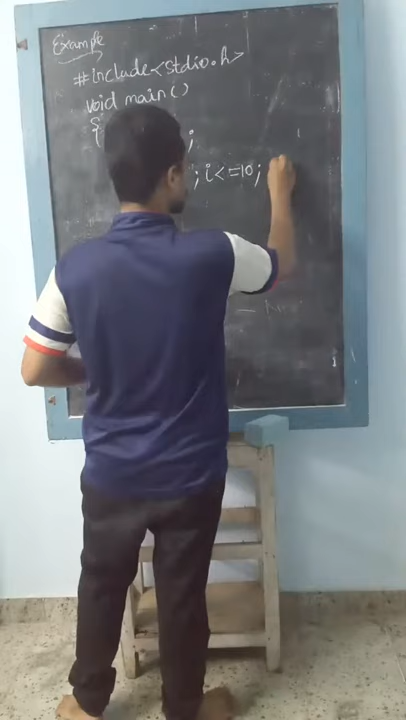 Example
#include<stdio.h>
void main()
{
;
; i<=10;